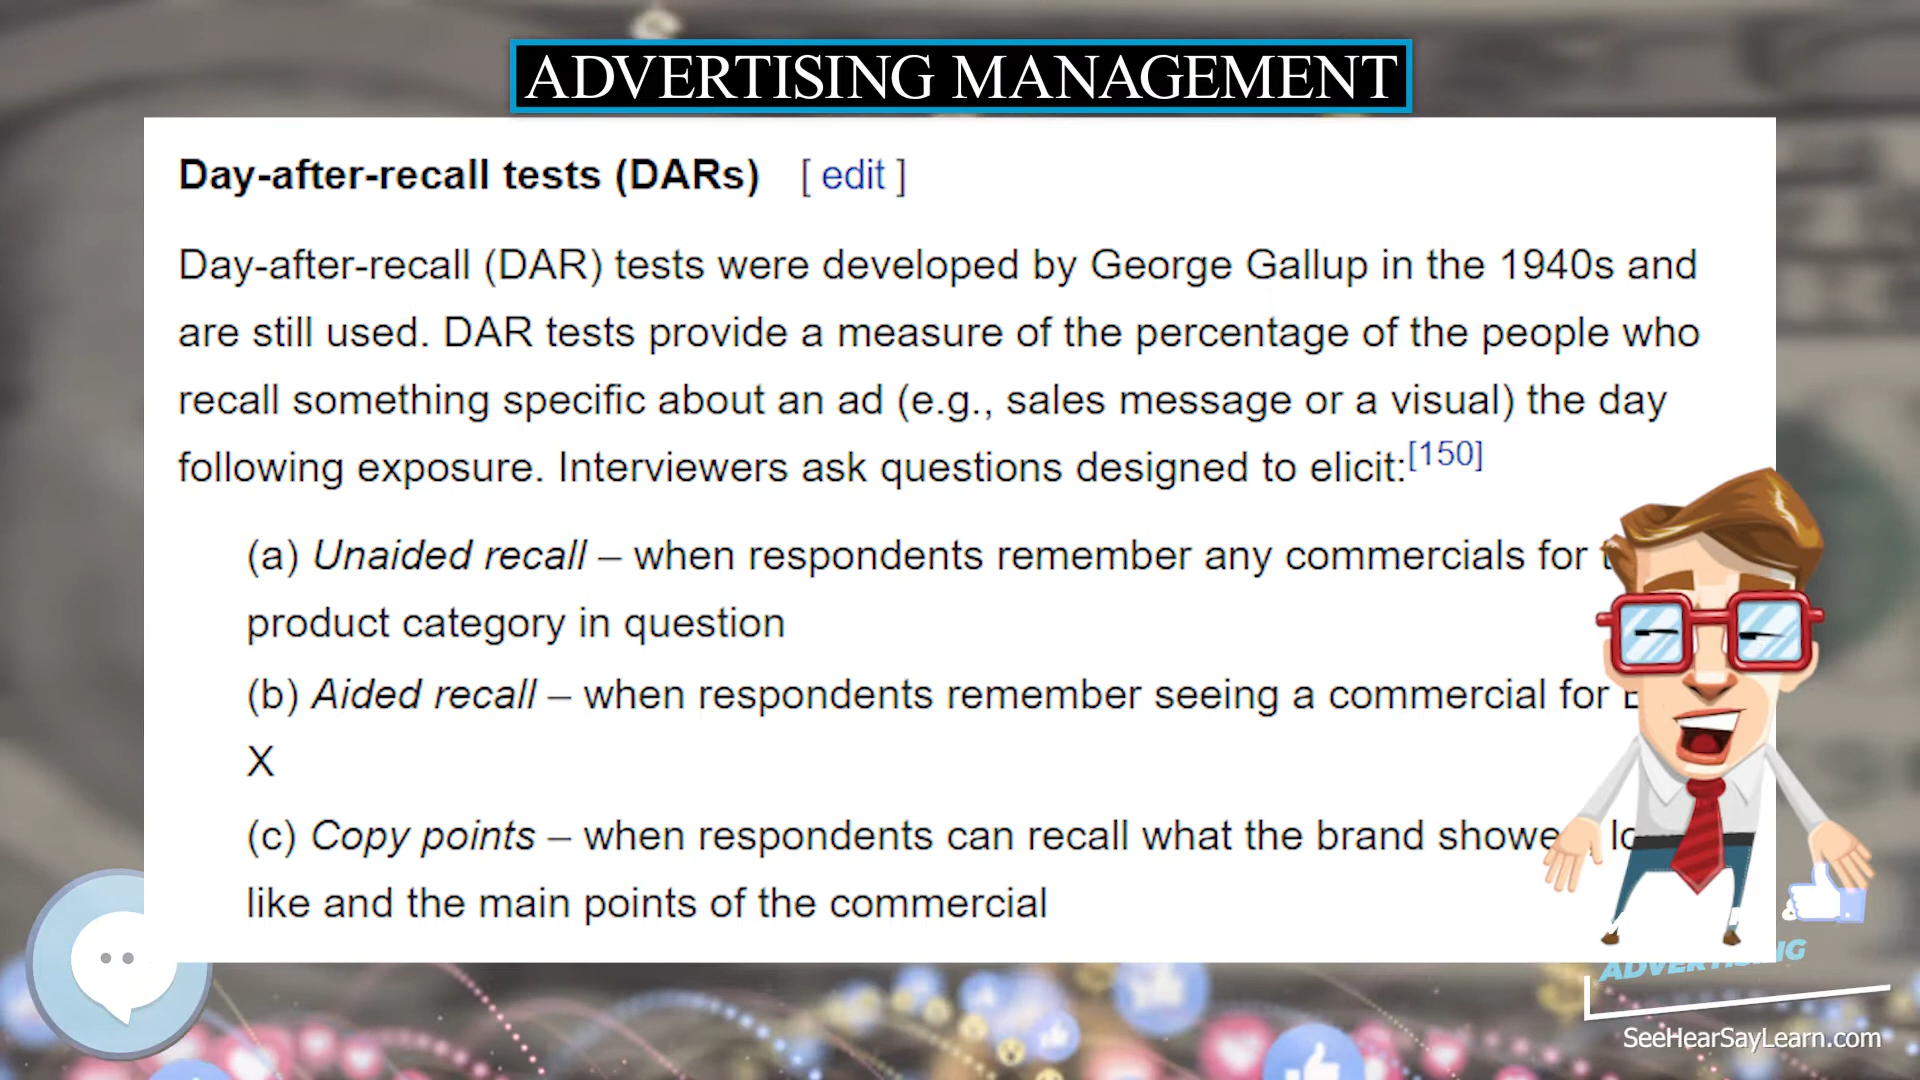 ADVERTISING MANAGEMENT
Day-after-recall tests (DARs) [ edit ]
Day-after-recall (DAR) tests were developed by George Gallup in the 1940s and
are still used. DAR tests provide a measure of the percentage of the people who
recall something specific about an ad (e.g., sales message or a visual) the day
following exposure. Interviewers ask questions designed to elicit:[150]
(a) Unaided recall – when respondents remember any commercials for
product category in question
(b) Aided recall – when respondents remember seeing a commercial for
X
(c) Copy points – when respondents can recall what the brand showed
like and the main points of the commercial
ADVERTISING
SeeHearSayLearn.com